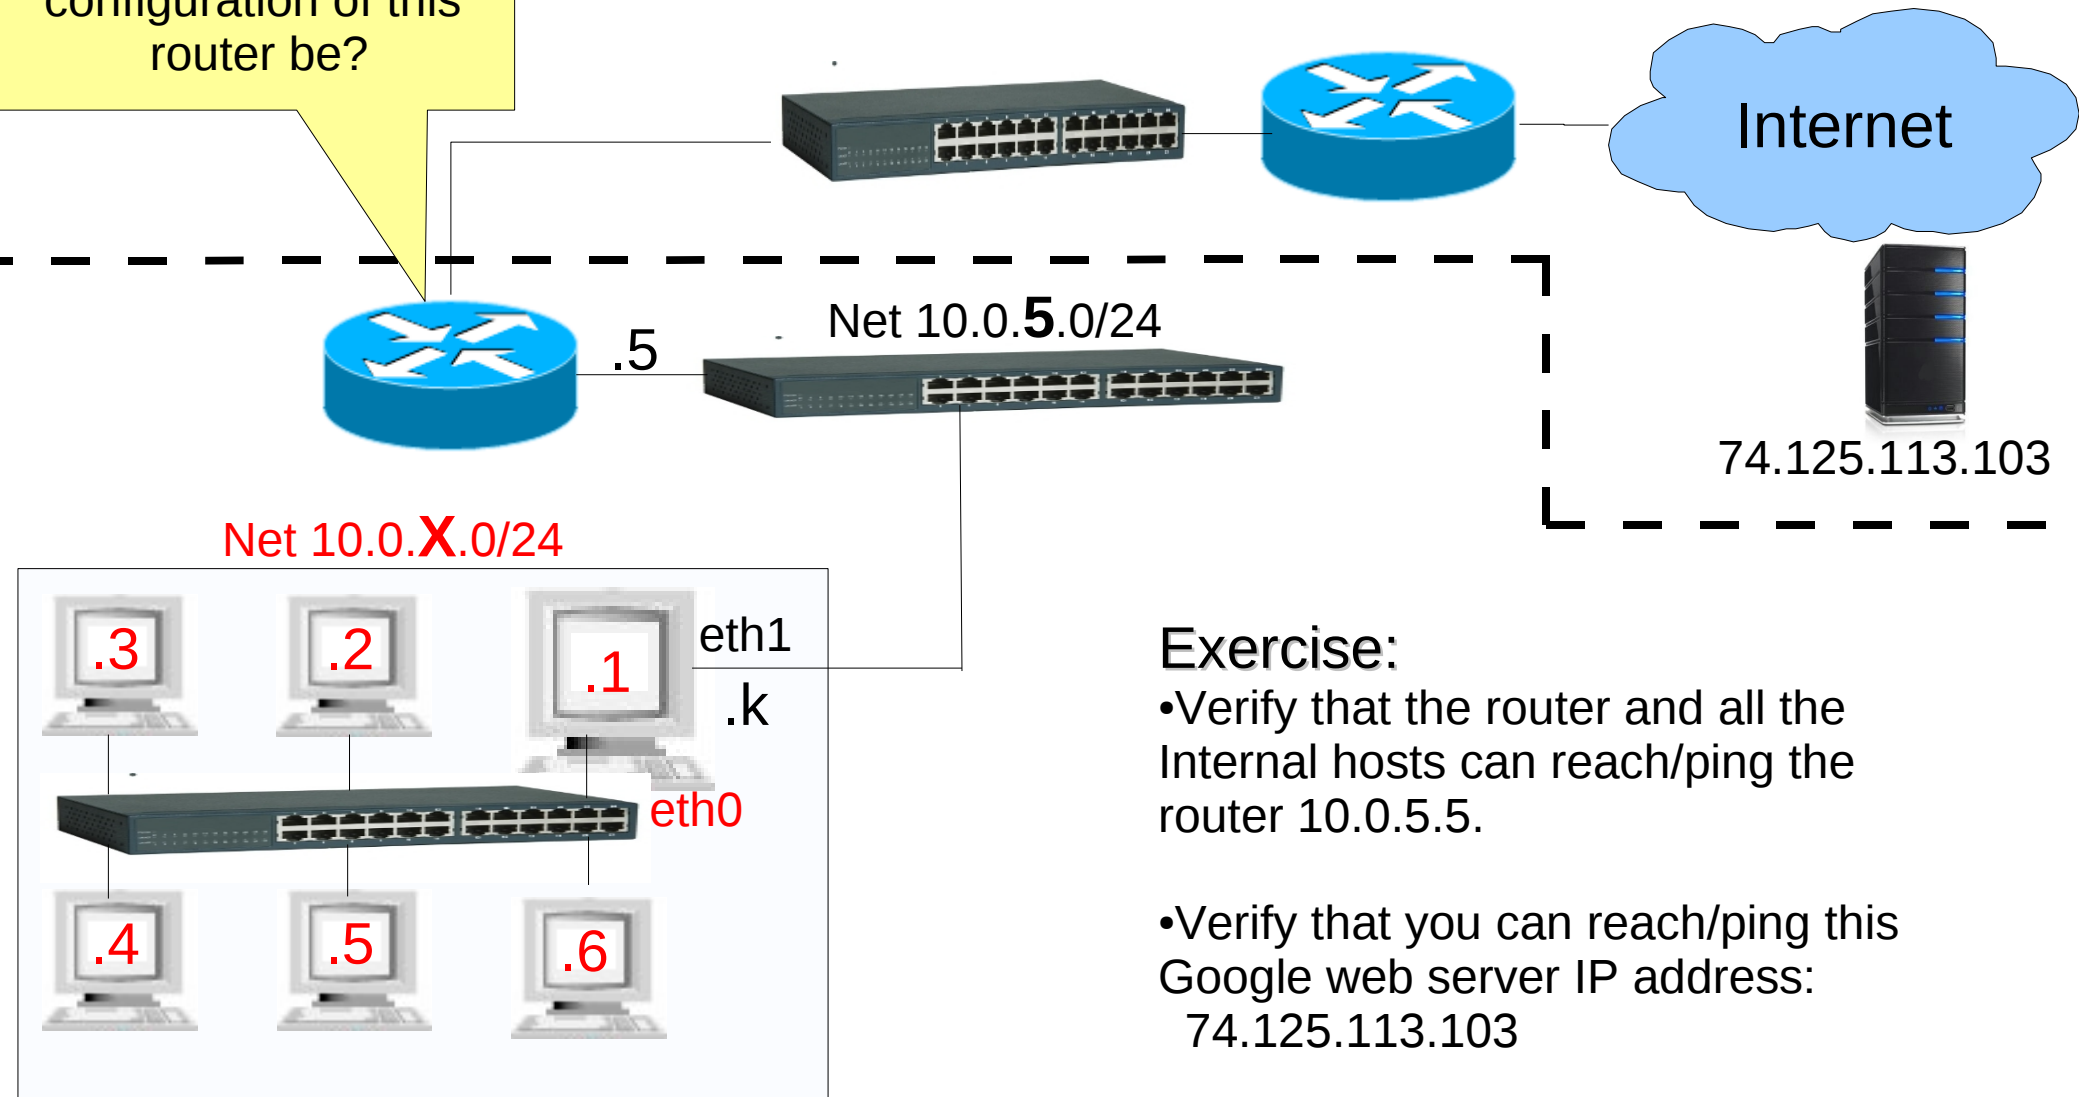 configuration of this
router be?
Internet
Net 10.0.5.0/24
.5
74.125.113.103
Net 10.0.X.0/24
.3
.2
.1
eth1
.k
eth0
.4
.5
.6
Exercise:
•Verify that the router and all the
Internal hosts can reach/ping the
router 10.0.5.5.
•Verify that you can reach/ping this
Google web server IP address:
74.125.113.103